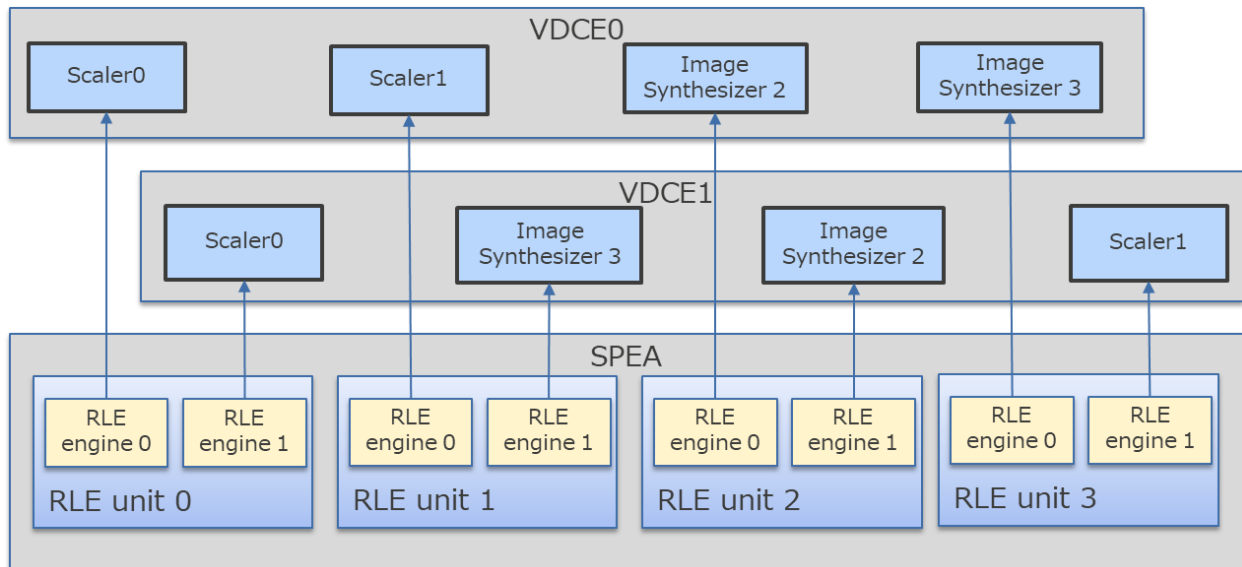 VDCE0
Scaler0
Scaler1
Image
Synthesizer 2
Image
Synthesizer 3
VDCE1
Scaler0
Image
Synthesizer 3
Image
Synthesizer 2
Scaler1
SPEA
RLE
engine 0
RLE
engine 1
RLE unit 0
RLE
engine 0
RLE
engine 1
RLE unit 1
RLE
engine 0
RLE
engine 1
RLE unit 2
RLE
engine 0
RLE
engine 1
RLE unit 3